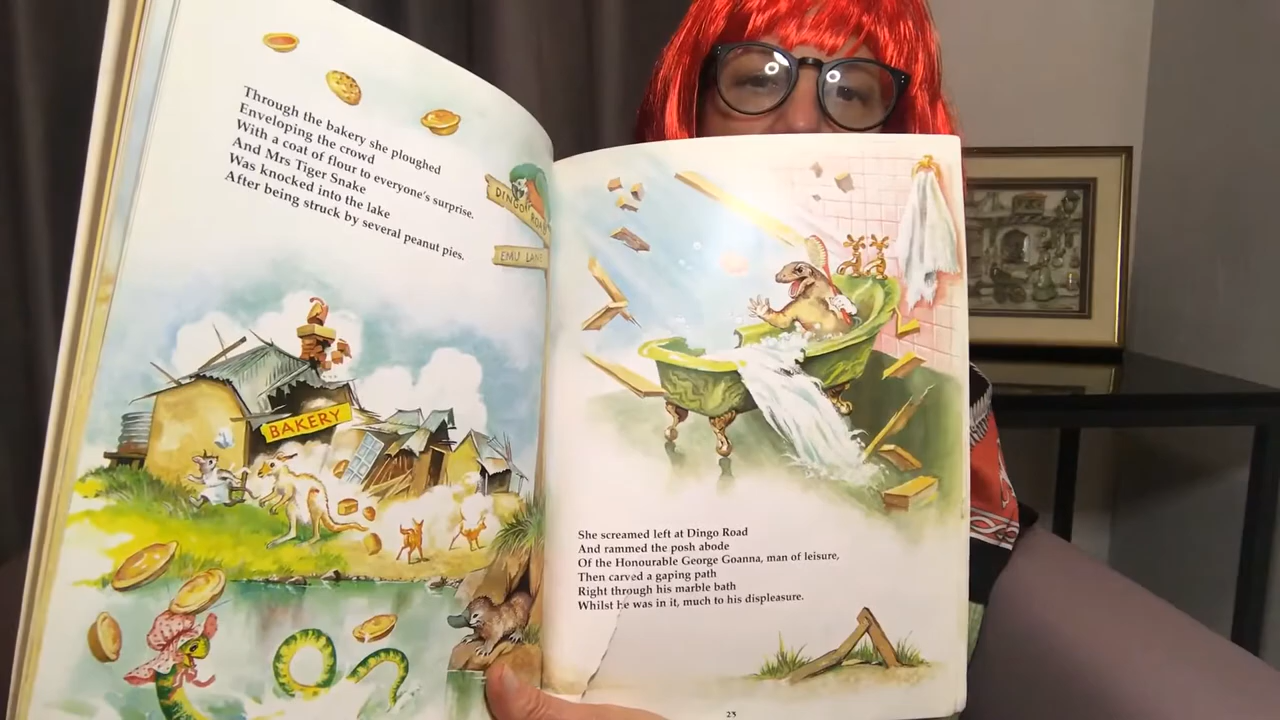 Through the bakery she ploughed
Enveloping the crowd
With a coat of flour to everyone's surprise.
And Mrs Tiger Snake
Was knocked into the lake
After being struck by several peanut pies.
DINGO ROAD
EMU LANE
BAKERY
She screamed left at Dingo Road
And rammed the posh abode
Of the Honourable George Goanna, man of leisure,
Then carved a gaping path
Right through his marble bath
Whilst he was in it, much to his displeasure.
23